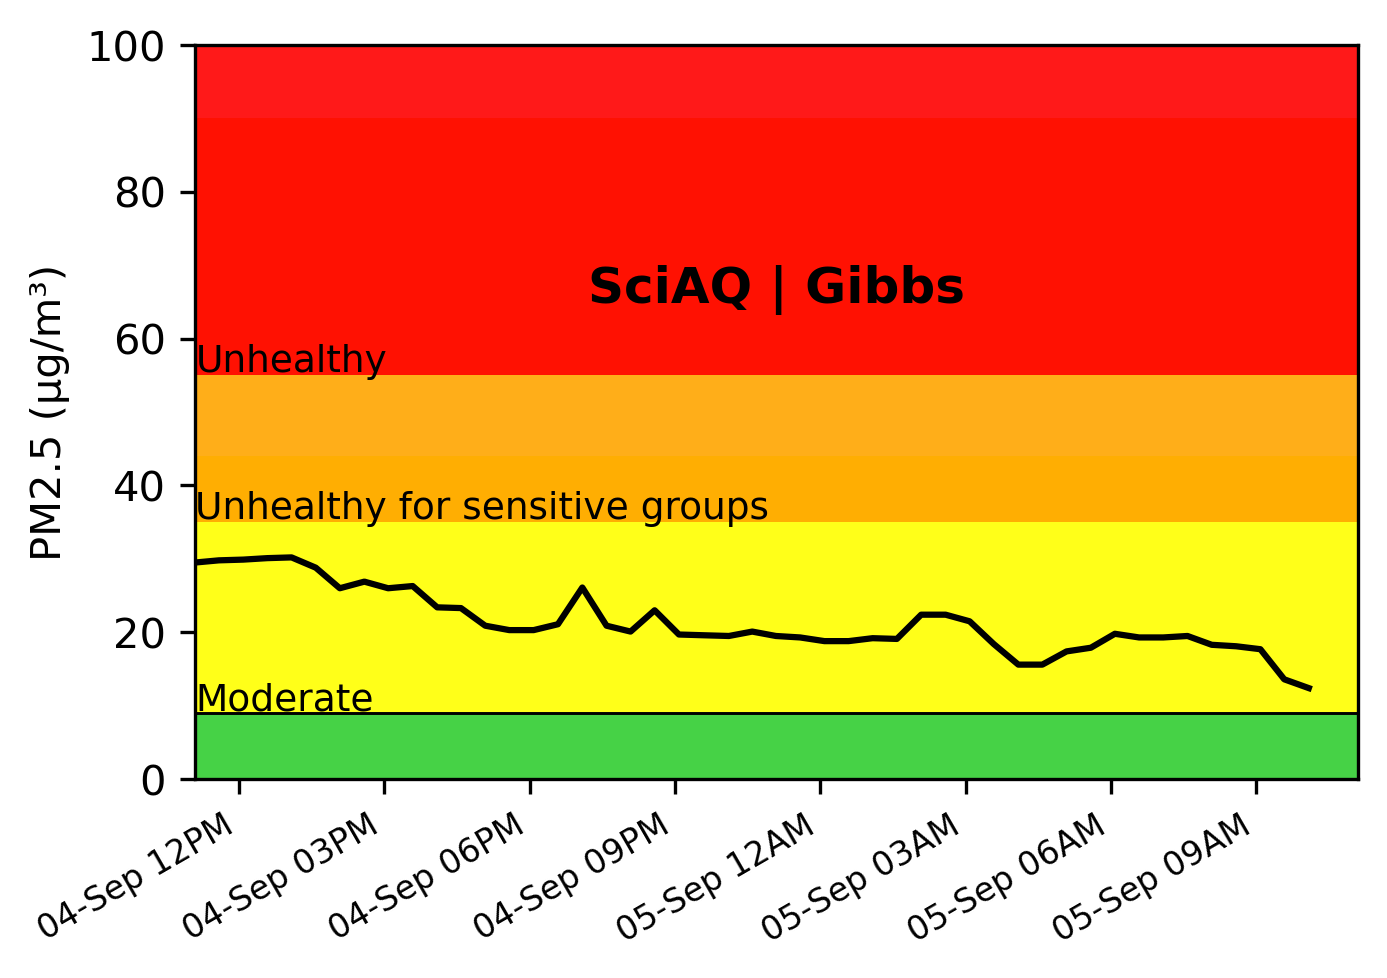 100
80
60
40
20
0
PM2.5 (µg/m³)
SciAQ | Gibbs
Unhealthy
Unhealthy for sensitive groups
Moderate
04-Sep 12PM
04-Sep 03PM
04-Sep 06PM
04-Sep 09PM
05-Sep 12AM
05-Sep 03AM
05-Sep 06AM
05-Sep 09AM